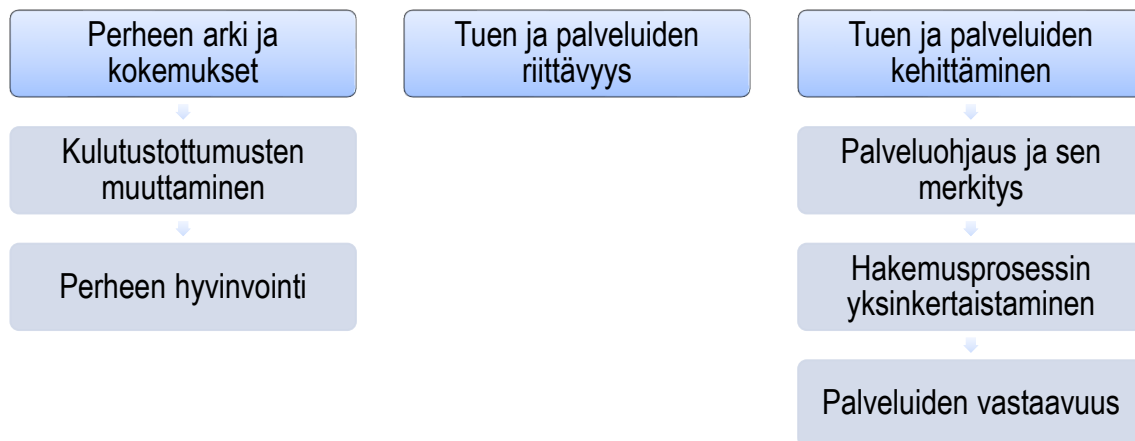 Perheen arki ja
kokemukset
Kulutustottumusten
muuttaminen
Perheen hyvinvointi
Tuen ja palveluiden
riittävyys
Tuen ja palveluiden
kehittäminen
Palveluohjaus ja sen
merkitys
Hakemusprosessin
yksinkertaistaminen
Palveluiden vastaavuus